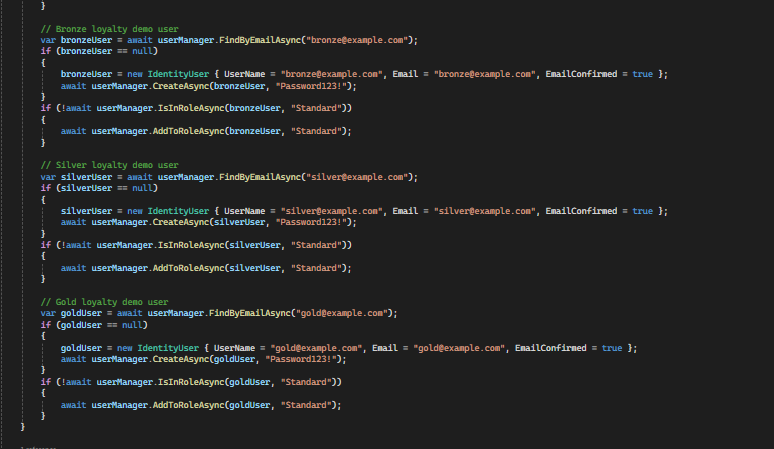 }
// Bronze loyalty demo user
var bronzeUser = await userManager.FindByEmailAsync("bronze@example.com");
if (bronzeUser == null)
{
bronzeUser = new IdentityUser { UserName = "bronze@example.com", Email = "bronze@example.com", EmailConfirmed = true };
await userManager.CreateAsync(bronzeUser, "Password123!");
}
if (!await userManager.IsInRoleAsync(bronzeUser, "Standard"))
{
await userManager.AddToRoleAsync(bronzeUser, "Standard");
}
// Silver loyalty demo user
var silverUser = await userManager.FindByEmailAsync("silver@example.com");
if (silverUser == null)
{
silverUser = new IdentityUser { UserName = "silver@example.com", Email = "silver@example.com", EmailConfirmed = true };
await userManager.CreateAsync(silverUser, "Password123!");
}
if (!await userManager.IsInRoleAsync(silverUser, "Standard"))
{
await userManager.AddToRoleAsync(silverUser, "Standard");
}
// Gold loyalty demo user
var goldUser = await userManager.FindByEmailAsync("gold@example.com");
if (goldUser == null)
{
goldUser = new IdentityUser { UserName = "gold@example.com", Email = "gold@example.com", EmailConfirmed = true };
await userManager.CreateAsync(goldUser, "Password123!");
}
if (!await userManager.IsInRoleAsync(goldUser, "Standard"))
{
await userManager.AddToRoleAsync(goldUser, "Standard");
}
}